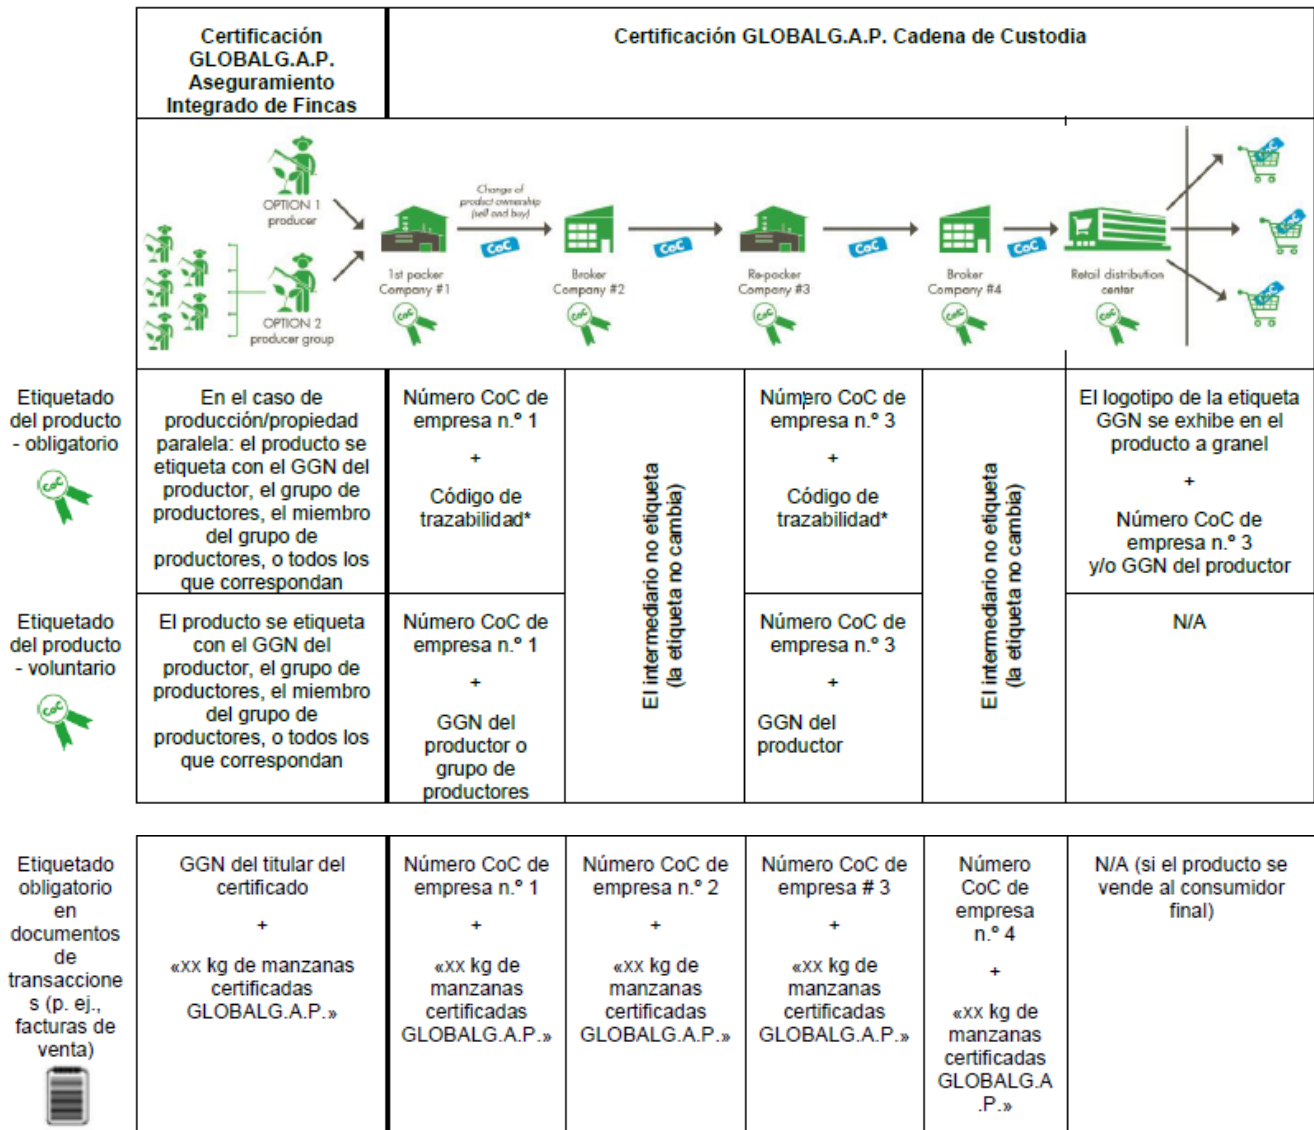 Certificación
GLOBALG.A.P.
Aseguramiento
Integrado de Fincas
Certificación GLOBALG.A.P. Cadena de Custodia
OPTION 1
producer
OPTION 2
producer group
1st packer
Company #1
CoC
Change of
product ownership
(sell and buy)
CoC
Broker
Company #2
CoC
CoC
Re-packer
Company #3
CoC
CoC
Broker
Company #4
CoC
CoC
Retail distribution
center
CoC
CoC
CoC
CoC
Etiquetado
del producto
- obligatorio
CoC
En el caso de
producción/propiedad
paralela: el producto se
etiqueta con el GGN del
productor, el grupo de
productores, el miembro
del grupo de
productores, o todos los
que correspondan
Número CoC de
empresa n.º 1
+
Código de
trazabilidad*
El intermediario no etiqueta
(la etiqueta no cambia)
Número CoC de
empresa n.º 3
+
Código de
trazabilidad*
El intermediario no etiqueta
(la etiqueta no cambia)
El logotipo de la etiqueta
GGN se exhibe en el
producto a granel
+
Número CoC de
empresa n.º 3
y/o GGN del productor
Etiquetado
del producto
- voluntario
CoC
El producto se etiqueta
con el GGN del
productor, el grupo de
productores, el miembro
del grupo de
productores, o todos los
que correspondan
Número CoC de
empresa n.º 1
+
GGN del
productor o
grupo de
productores
Número CoC de
empresa n.º 3
+
GGN del
productor
N/A
Etiquetado
obligatorio
en
documentos
de
transaccione
s (p. ej.,
facturas de
venta)
GGN del titular del
certificado
+
«xx kg de manzanas
certificadas
GLOBALG.A.P.»
Número CoC de
empresa n.º 1
+
«xx kg de
manzanas
certificadas
GLOBALG.A.P.»
Número CoC de
empresa n.º 2
+
«xx kg de
manzanas
certificadas
GLOBALG.A.P.»
Número CoC de
empresa # 3
+
«xx kg de
manzanas
certificadas
GLOBALG.A.P.»
Número
CoC de
empresa
n.º 4
+
«xx kg de
manzanas
certificadas
GLOBALG.A
.P.»
N/A (si el producto se
vende al consumidor
final)